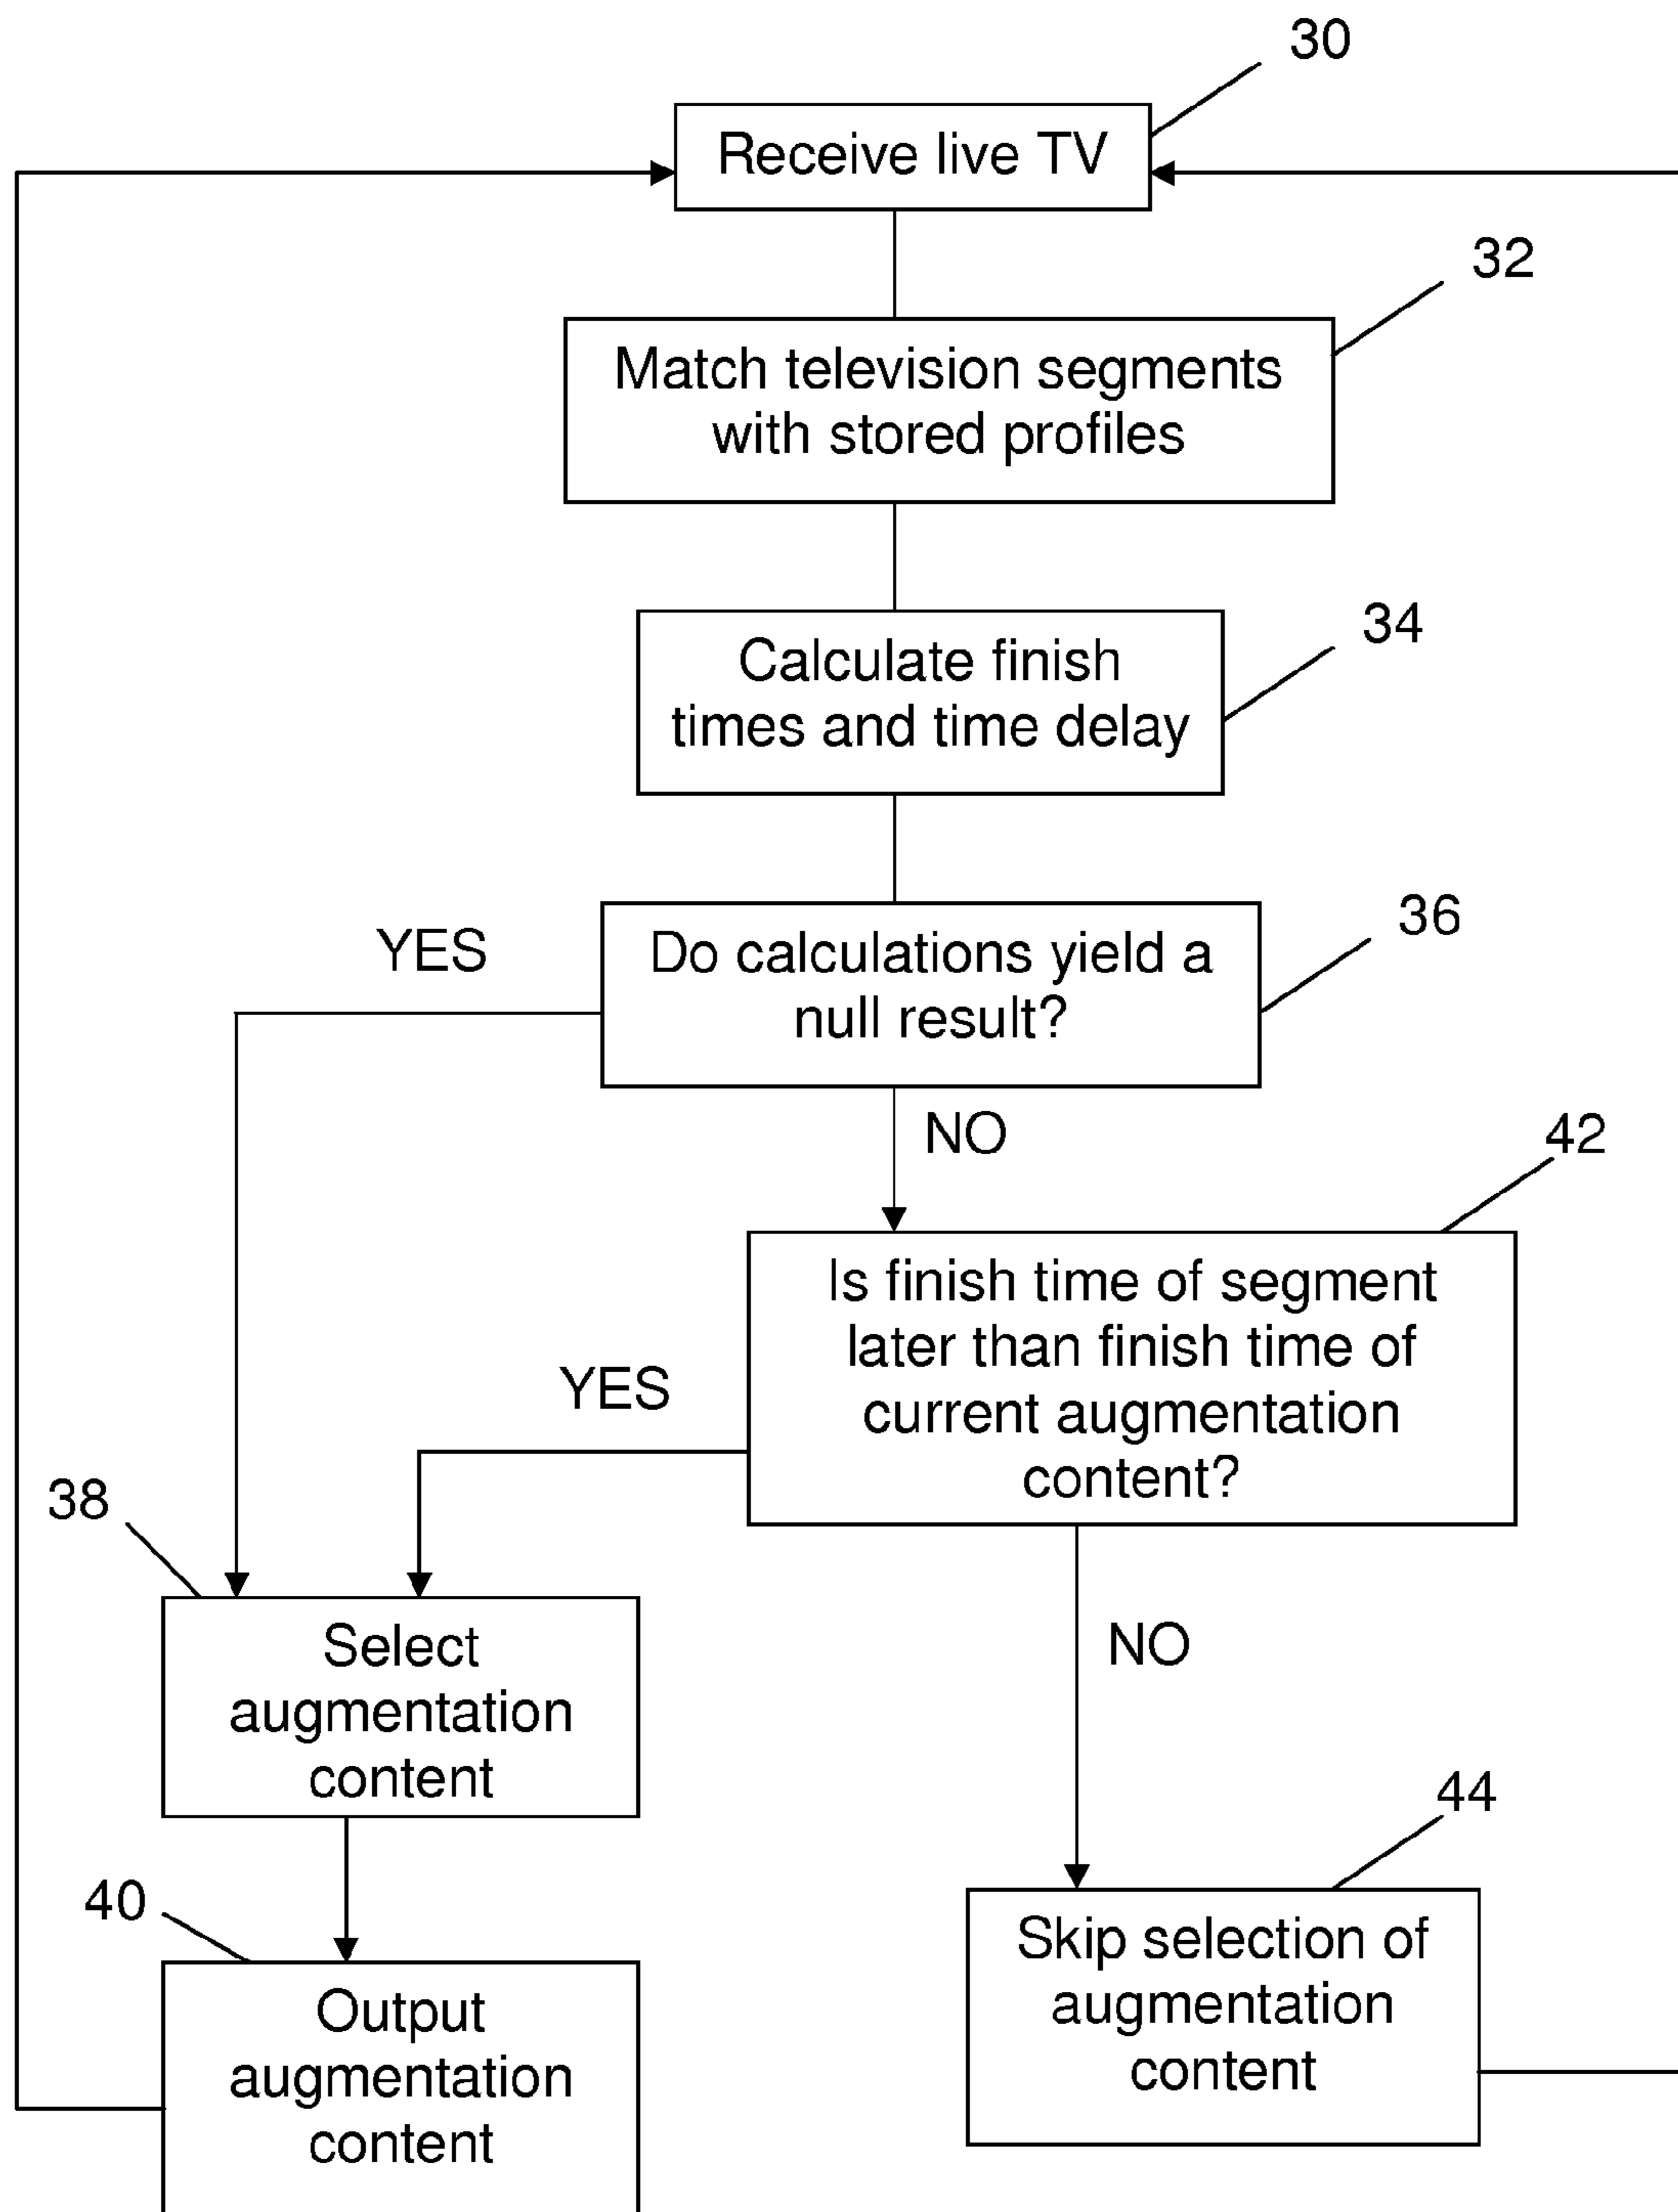 30
Receive live TV
32
Match television segments
with stored profiles
34
Calculate finish
times and time delay
36
YES
Do calculations yield a
null result?
NO
42
Is finish time of segment
later than finish time of
current augmentation
content?
YES
38
Select
augmentation
content
NO
44
40
Output
augmentation
content
Skip selection of
augmentation
content